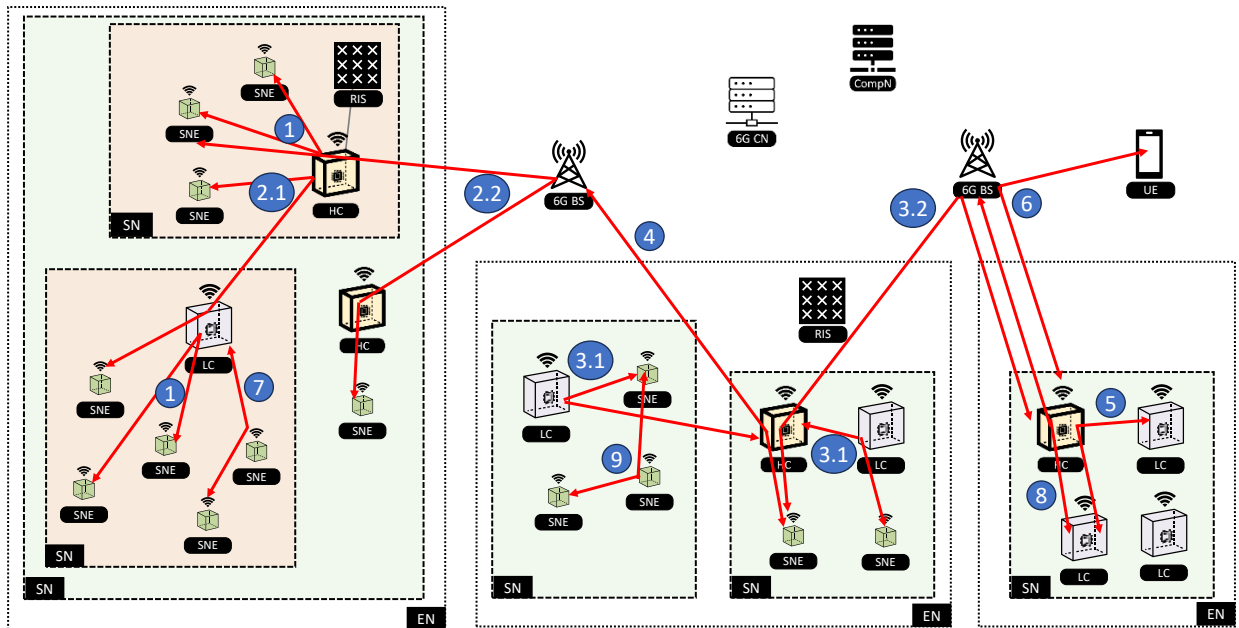 CompN
RIS
SNE
SNE
1
6G CN
2.1
SNE
HC
SN
2.2
6G BS
4
3.2
6G BS
6
UE
LC
HC
RIS
1
7
SNE
SNE
SNE
SNE
SNE
SNE
SN
SN
EN
3.1
SNE
LC
9
SNE
SNE
SN
HC
3.1
LC
SNE
SNE
SN
EN
5
HC
LC
8
LC
LC
SN
EN